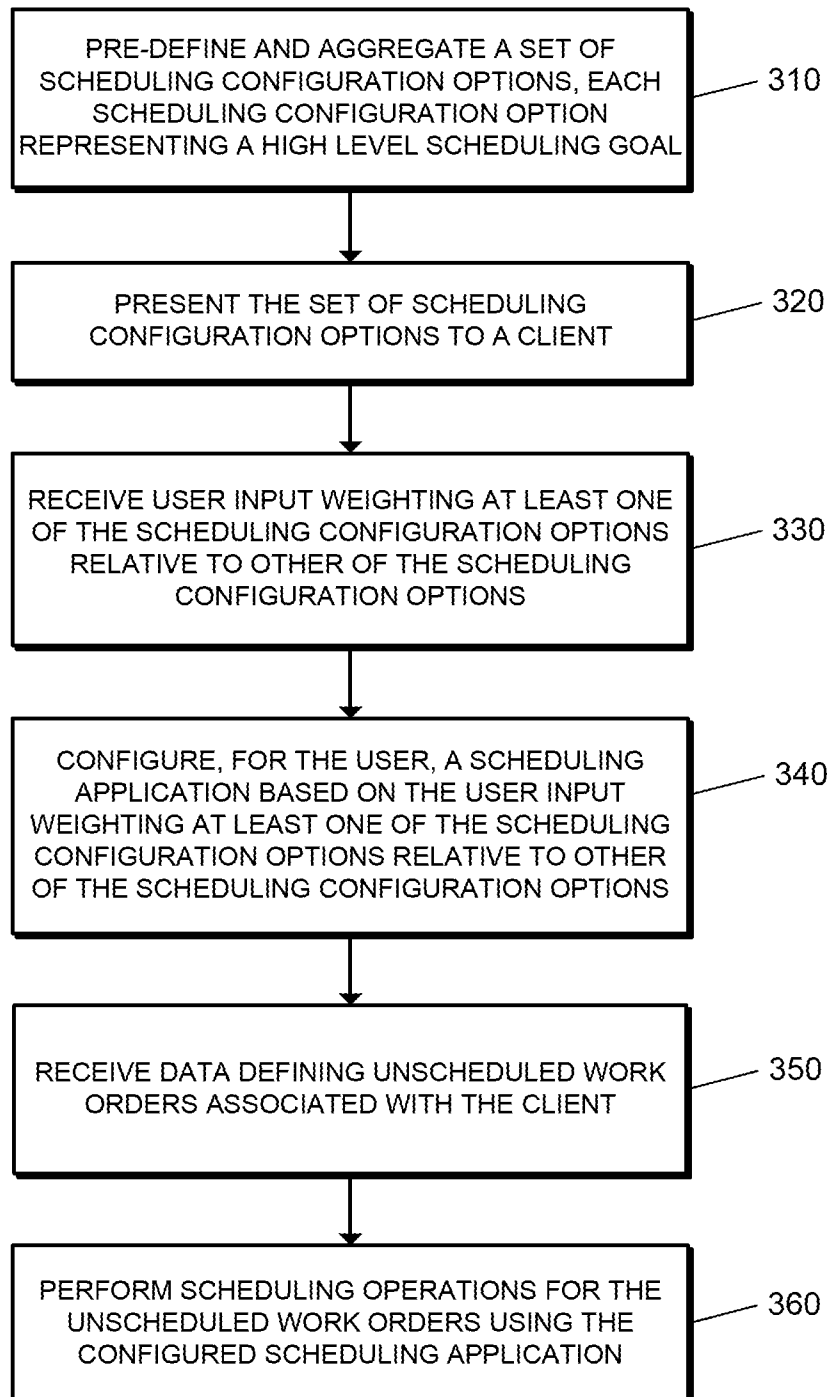 PRE-DEFINE AND AGGREGATE A SET OF
SCHEDULING CONFIGURATION OPTIONS, EACH
SCHEDULING CONFIGURATION OPTION
REPRESENTING A HIGH LEVEL SCHEDULING GOAL
310
PRESENT THE SET OF SCHEDULING
CONFIGURATION OPTIONS TO A CLIENT
320
RECEIVE USER INPUT WEIGHTING AT LEAST ONE
OF THE SCHEDULING CONFIGURATION OPTIONS
RELATIVE TO OTHER OF THE SCHEDULING
CONFIGURATION OPTIONS
330
CONFIGURE, FOR THE USER, A SCHEDULING
APPLICATION BASED ON THE USER INPUT
WEIGHTING AT LEAST ONE OF THE SCHEDULING
CONFIGURATION OPTIONS RELATIVE TO OTHER
OF THE SCHEDULING CONFIGURATION OPTIONS
340
RECEIVE DATA DEFINING UNSCHEDULED WORK
ORDERS ASSOCIATED WITH THE CLIENT
350
PERFORM SCHEDULING OPERATIONS FOR THE
UNSCHEDULED WORK ORDERS USING THE
CONFIGURED SCHEDULING APPLICATION
360